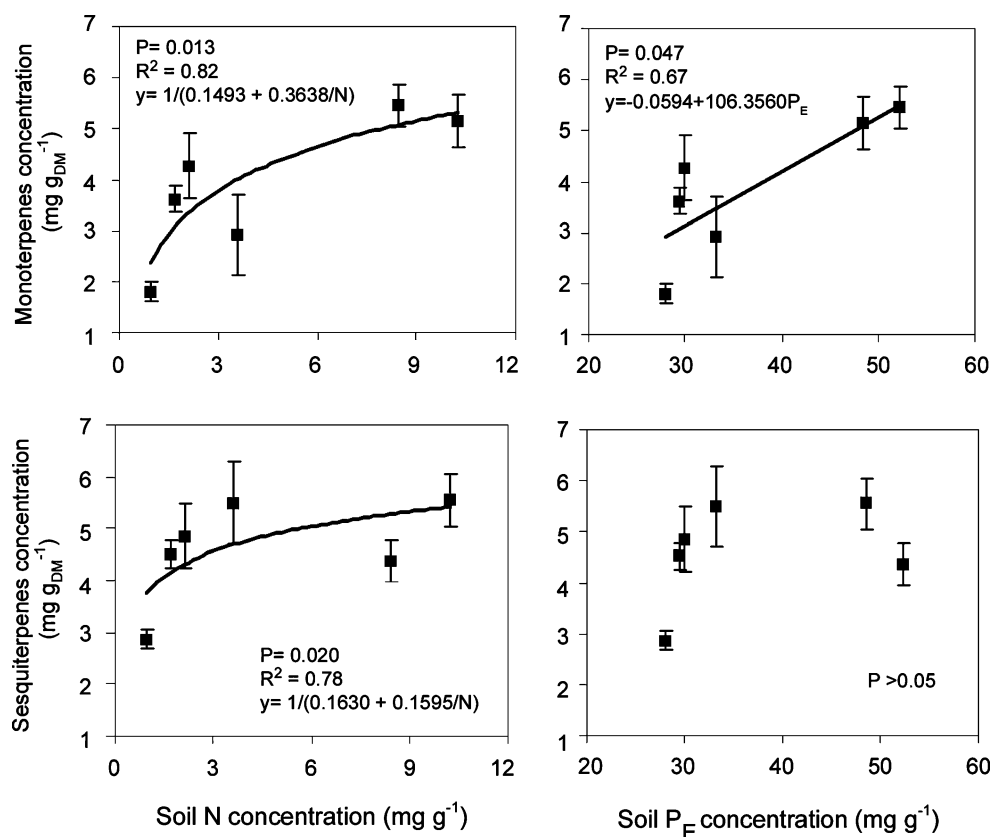 7
6
5
4
3
2
1
Monoterpenes concentration
(mg g_DM^-1)
P= 0.013
R² = 0.82
y= 1/(0.1493 + 0.3638/N)
0 3 6 9 12
P= 0.047
R² = 0.67
y=-0.0594+106.3560P_E
7
6
5
4
3
2
1
20 30 40 50 60
7
6
5
4
3
2
1
Sesquiterpenes concentration
(mg g_DM^-1)
P= 0.020
R² = 0.78
y= 1/(0.1630 + 0.1595/N)
0 3 6 9 12
Soil N concentration (mg g^-1)
7
6
5
4
3
2
1
P >0.05
20 30 40 50 60
Soil P_E concentration (mg g^-1)